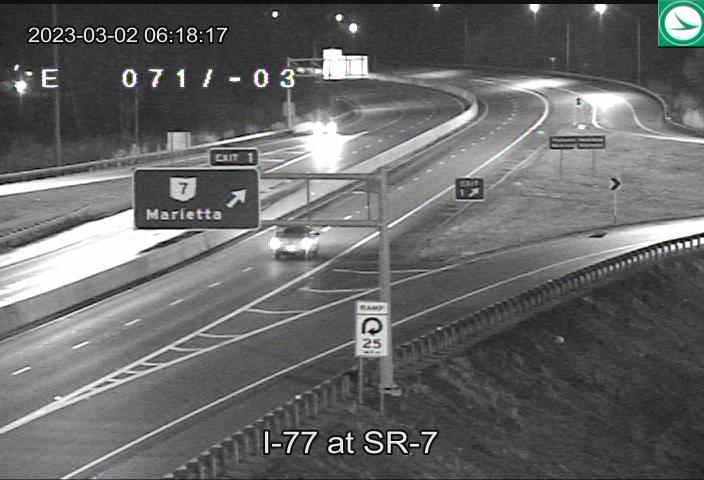 2023-03-02 06:18:17
E 071/-03
EXIT 1
7
Marietta
EXIT
1
RAMP
25
I-77 at SR-7